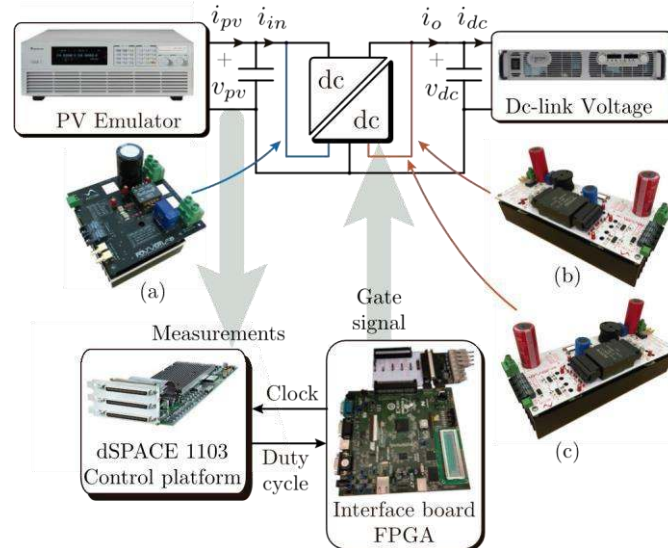 i_pv i_in i_o i_dc
+ v_pv
dc
dc
+ v_dc
PV Emulator
Dc-link Voltage
(a)
(b)
Measurements
Gate
signal
Clock
dSPACE 1103
Control platform
Duty
cycle
(c)
Interface board
FPGA